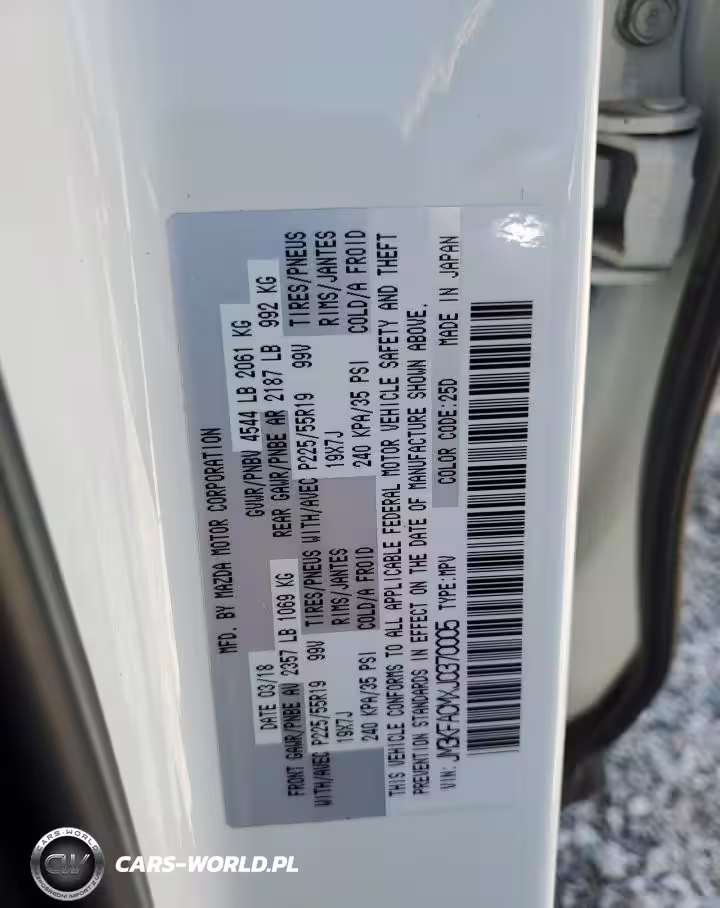 MFD. BY MAZDA MOTOR CORPORATION
DATE 03/18 GVWR/PNBV 4544 LB 2061 KG
FRONT GAWR/PNBE AV 2357 LB 1069 KG REAR GAWR/PNBE AR 2187 LB 992 KG
WITH/AVEC P225/55R19 99V TIRES/PNEUS WITH/AVEC P225/55R19 99V TIRES/PNEUS
19X7J RIMS/JANTES 19X7J RIMS/JANTES
240 KPA/35 PSI COLD/A FROID 240 KPA/35 PSI COLD/A FROID
THIS VEHICLE CONFORMS TO ALL APPLICABLE FEDERAL MOTOR VEHICLE SAFETY AND THEFT
PREVENTION STANDARDS IN EFFECT ON THE DATE OF MANUFACTURE SHOWN ABOVE.
VIN: JM3KFACMXJ0370005 TYPE:MPV COLOR CODE:25D MADE IN JAPAN
CARS-WORLD
CW
CARS-WORLD.PL